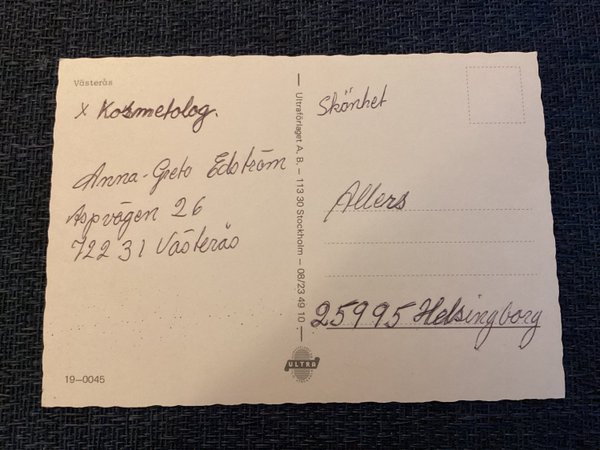 Västerås
x Kozmetolog.
Anna-Greta Edström
Aspvägen 26
722 31 Västerås
19-0045
Ultraförlaget A. B. – 113 30 Stockholm – 08/23 49 10
ULTRA
Skönhet
Allers
25995 Helsingborg